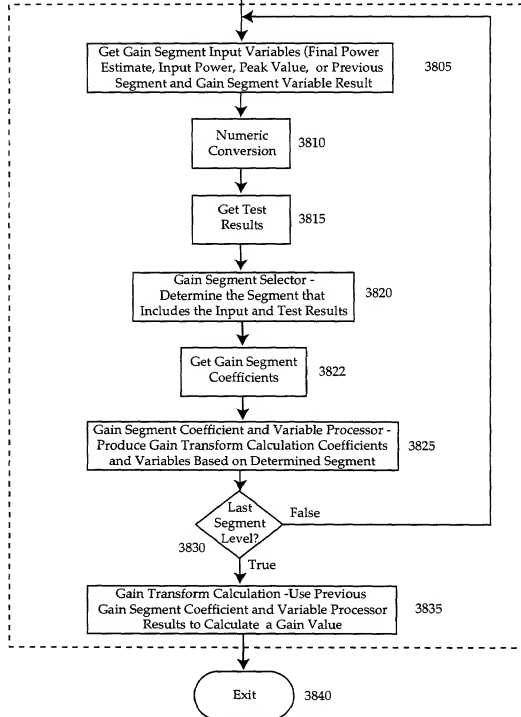 Get Gain Segment Input Variables (Final Power
Estimate, Input Power, Peak Value, or Previous
Segment and Gain Segment Variable Result
3805
Numeric
Conversion
3810
Get Test
Results
3815
Gain Segment Selector -
Determine the Segment that
Includes the Input and Test Results
3820
Get Gain Segment
Coefficients
3822
Gain Segment Coefficient and Variable Processor -
Produce Gain Transform Calculation Coefficients
and Variables Based on Determined Segment
3825
Last
Segment
Level?
False
3830
True
Gain Transform Calculation -Use Previous
Gain Segment Coefficient and Variable Processor
Results to Calculate a Gain Value
3835
Exit
3840